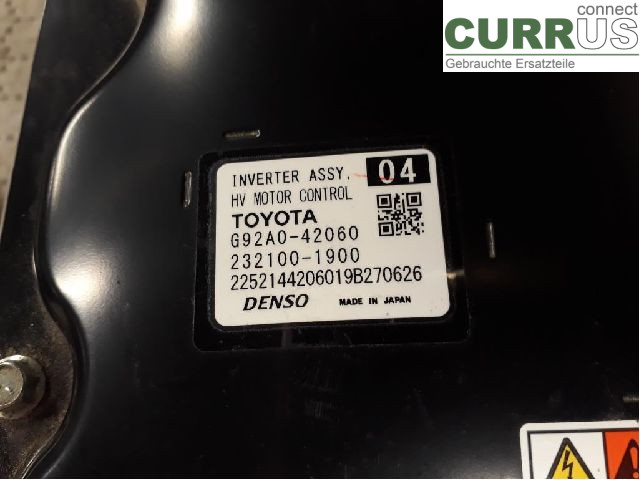 connect
CURRUS
Gebrauchte Ersatzteile
INVERTER ASSY. 04
HV MOTOR CONTROL
TOYOTA
G92A0-42060
232100-1900
2252144206019B270626
DENSO MADE IN JAPAN